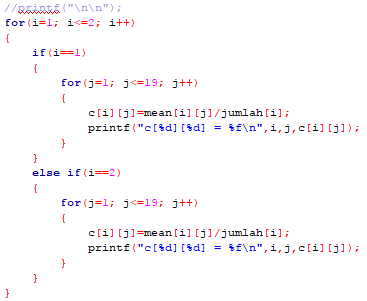 //printf("\n\n");
for(i=1; i<=2; i++)
{
if(i==1)
{
for(j=1; j<=19; j++)
{
c[i][j]=mean[i][j]/jumlah[i];
printf("c[%d][%d] = %f\n",i,j,c[i][j]);
}
}
else if(i==2)
{
for(j=1; j<=19; j++)
{
c[i][j]=mean[i][j]/jumlah[i];
printf("c[%d][%d] = %f\n",i,j,c[i][j]);
}
}
}